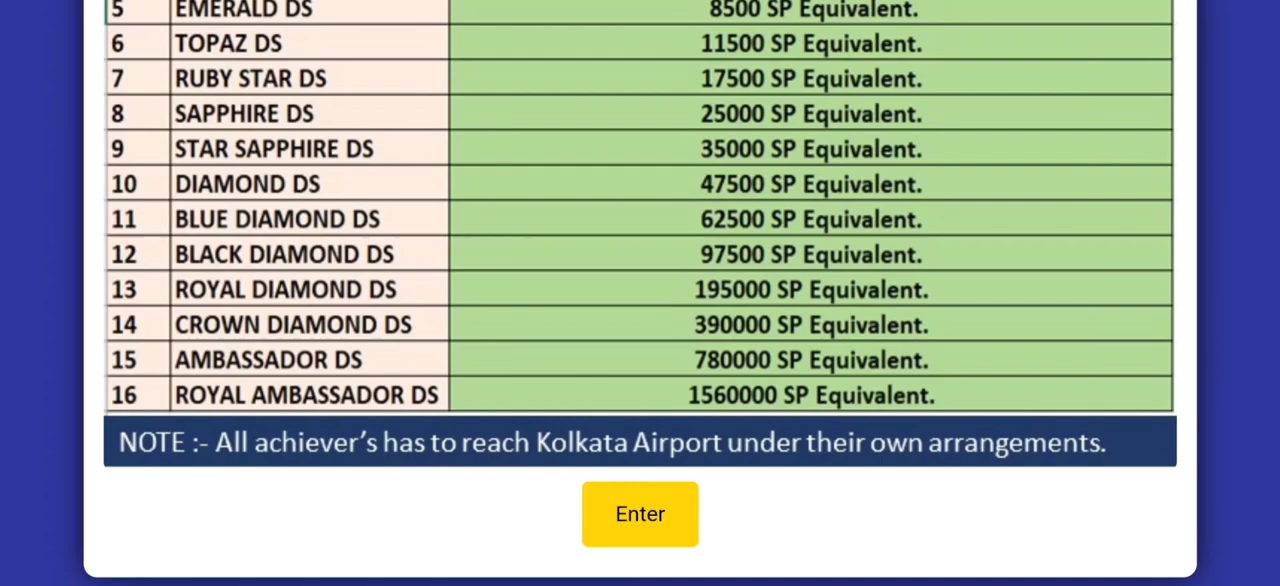 5 EMERALD DS 8500 SP Equivalent.
6 TOPAZ DS 11500 SP Equivalent.
7 RUBY STAR DS 17500 SP Equivalent.
8 SAPPHIRE DS 25000 SP Equivalent.
9 STAR SAPPHIRE DS 35000 SP Equivalent.
10 DIAMOND DS 47500 SP Equivalent.
11 BLUE DIAMOND DS 62500 SP Equivalent.
12 BLACK DIAMOND DS 97500 SP Equivalent.
13 ROYAL DIAMOND DS 195000 SP Equivalent.
14 CROWN DIAMOND DS 390000 SP Equivalent.
15 AMBASSADOR DS 780000 SP Equivalent.
16 ROYAL AMBASSADOR DS 1560000 SP Equivalent.
NOTE :- All achiever’s has to reach Kolkata Airport under their own arrangements.
Enter